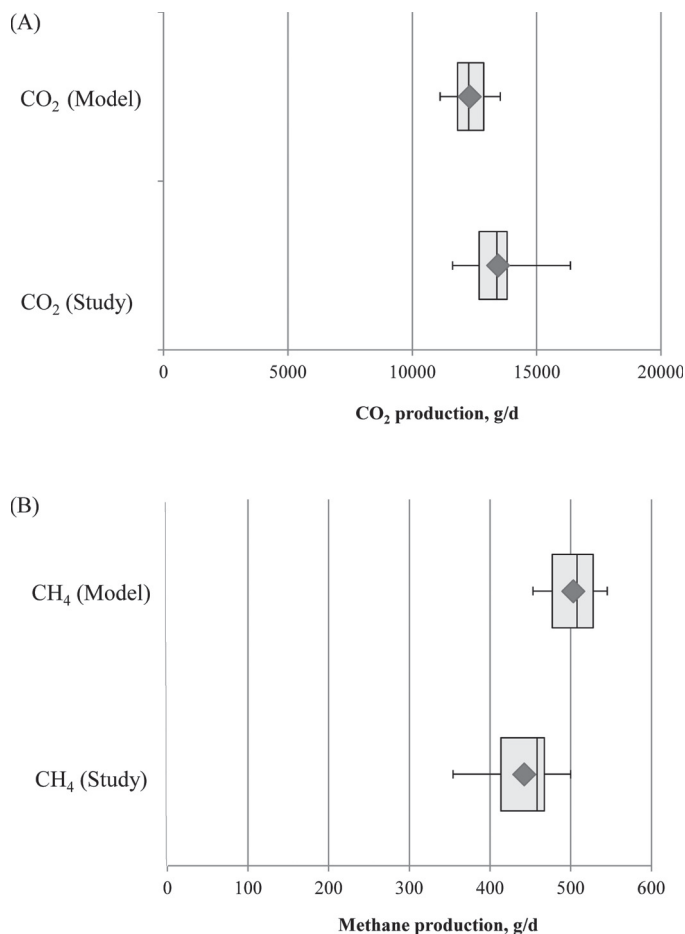 (A)
CO₂ (Model)
CO₂ (Study)
0 5000 10000 15000 20000
CO₂ production, g/d
(B)
CH₄ (Model)
CH₄ (Study)
0 100 200 300 400 500 600
Methane production, g/d